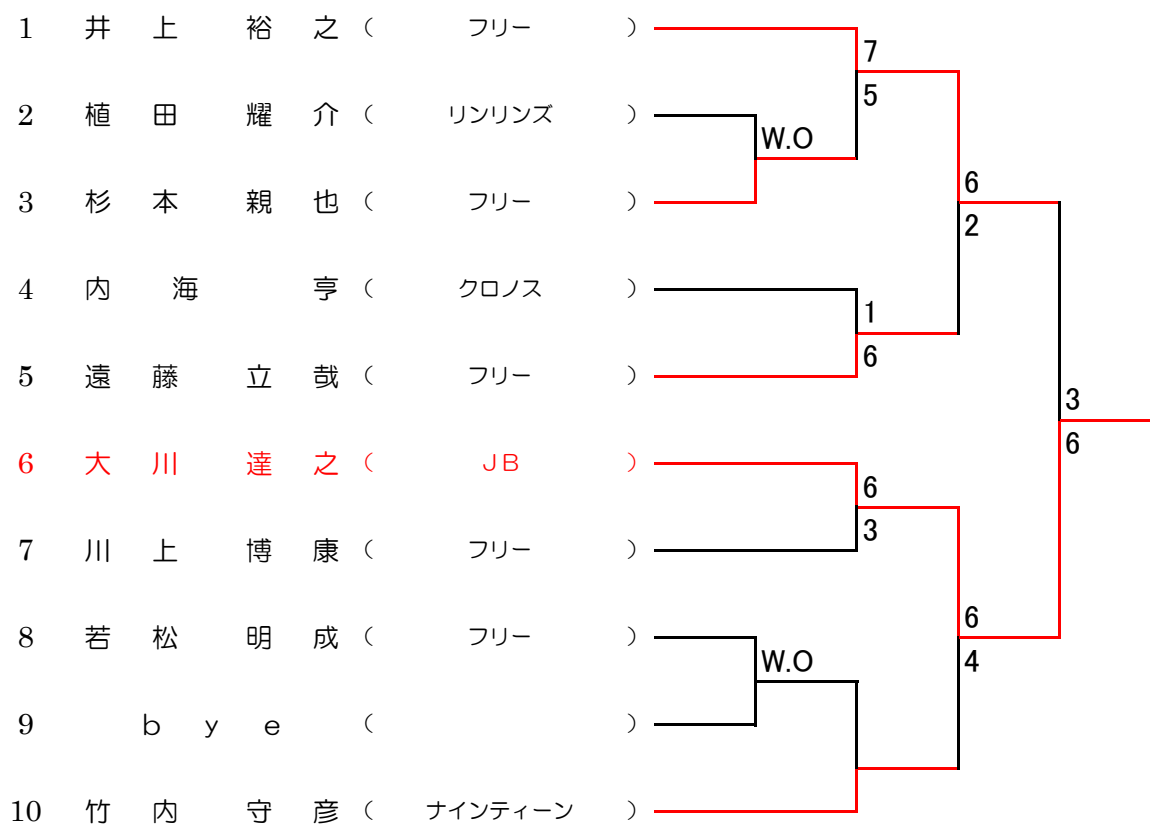 1 井上 裕之 ( フリー ) 7
2 植田 耀介 ( リンリンズ ) W.O 5
3 杉本 親也 ( フリー ) 6 2
4 内海 亨 ( クロノス ) 1
5 遠藤 立哉 ( フリー ) 6 3
6 大川 達之 ( JB ) 6 6
7 川上 博康 ( フリー ) 3
8 若松 明成 ( フリー ) W.O 6 4
9 bye ( )
10 竹内 守彦 ( ナインティーン )